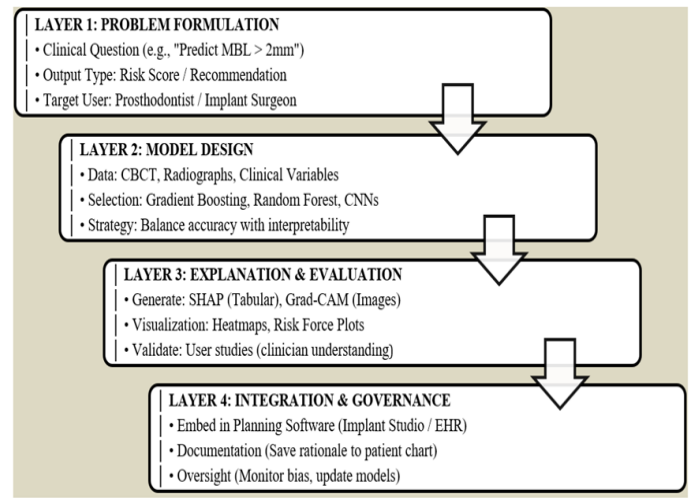 LAYER 1: PROBLEM FORMULATION
• Clinical Question (e.g., "Predict MBL > 2mm")
• Output Type: Risk Score / Recommendation
• Target User: Prosthodontist / Implant Surgeon
LAYER 2: MODEL DESIGN
• Data: CBCT, Radiographs, Clinical Variables
• Selection: Gradient Boosting, Random Forest, CNNs
• Strategy: Balance accuracy with interpretability
LAYER 3: EXPLANATION & EVALUATION
• Generate: SHAP (Tabular), Grad-CAM (Images)
• Visualization: Heatmaps, Risk Force Plots
• Validate: User studies (clinician understanding)
LAYER 4: INTEGRATION & GOVERNANCE
• Embed in Planning Software (Implant Studio / EHR)
• Documentation (Save rationale to patient chart)
• Oversight (Monitor bias, update models)